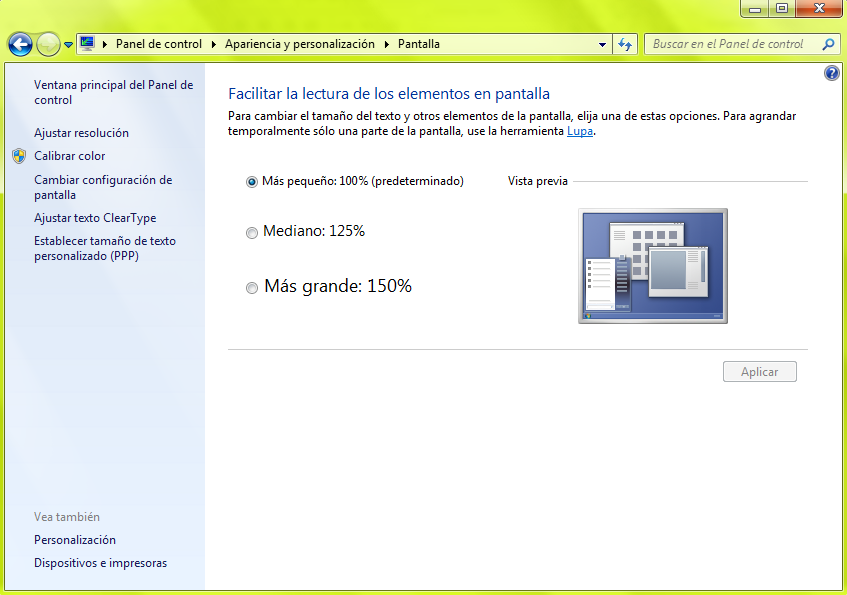 Panel de control Apariencia y personalización Pantalla
Buscar en el Panel de control
Ventana principal del Panel de
control
Ajustar resolución
Calibrar color
Cambiar configuración de
pantalla
Ajustar texto ClearType
Establecer tamaño de texto
personalizado (PPP)
Vea también
Personalización
Dispositivos e impresoras
Facilitar la lectura de los elementos en pantalla
Para cambiar el tamaño del texto y otros elementos de la pantalla, elija una de estas opciones. Para agrandar
temporalmente sólo una parte de la pantalla, use la herramienta Lupa.
Más pequeño: 100% (predeterminado)
Vista previa
Mediano: 125%
Más grande: 150%
Aplicar